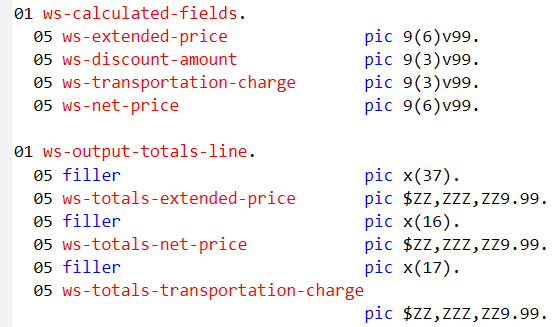 01 ws-calculated-fields.
05 ws-extended-price pic 9(6)v99.
05 ws-discount-amount pic 9(3)v99.
05 ws-transportation-charge pic 9(3)v99.
05 ws-net-price pic 9(6)v99.
01 ws-output-totals-line.
05 filler pic x(37).
05 ws-totals-extended-price pic $ZZ,ZZZ,ZZ9.99.
05 filler pic x(16).
05 ws-totals-net-price pic $ZZ,ZZZ,ZZ9.99.
05 filler pic x(17).
05 ws-totals-transportation-charge
pic $ZZ,ZZZ,ZZ9.99.